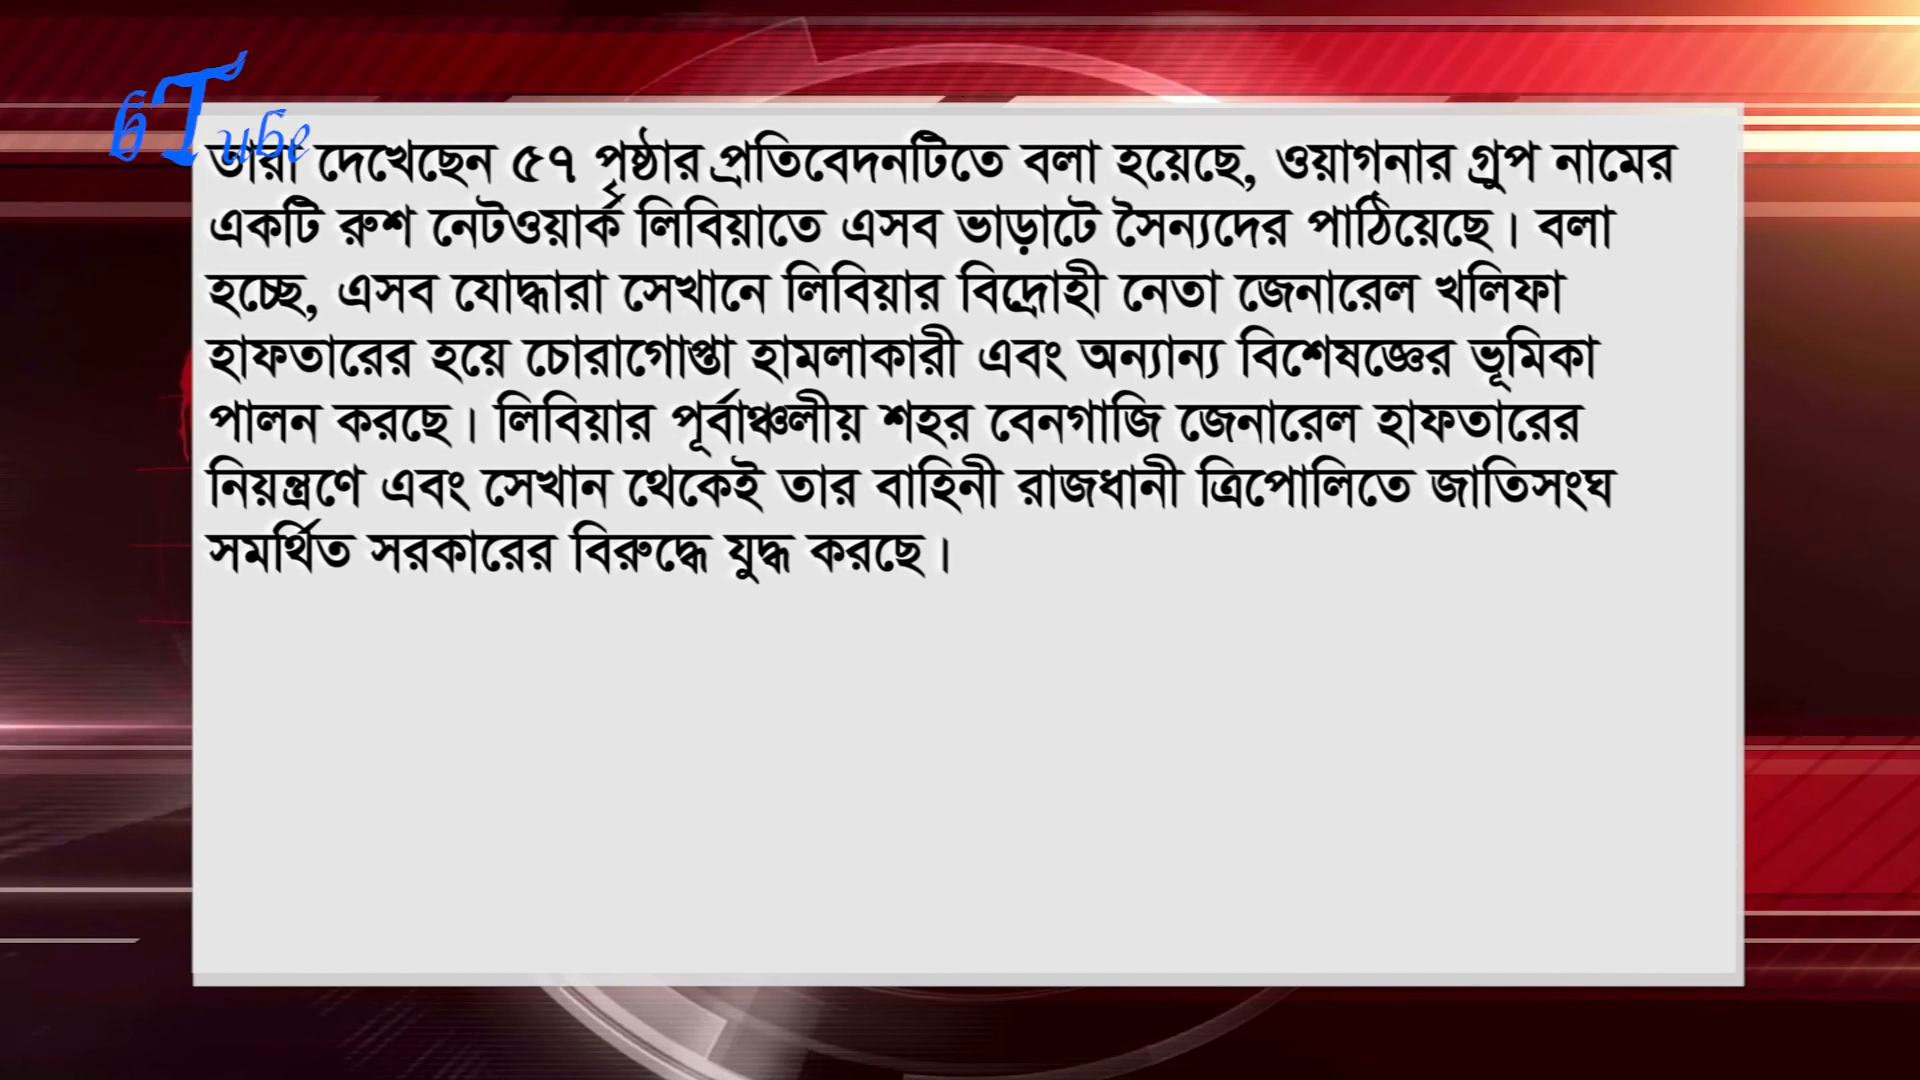 bTube
তারা দেখেছেন ৫৭ পৃষ্ঠার প্রতিবেদনটিতে বলা হয়েছে, ওয়াগনার গ্রুপ নামের
একটি রুশ নেটওয়ার্ক লিবিয়াতে এসব ভাড়াটে সৈন্যদের পাঠিয়েছে। বলা
হচ্ছে, এসব যোদ্ধারা সেখানে লিবিয়ার বিদ্রোহী নেতা জেনারেল খলিফা
হাফতারের হয়ে চোরাগোপ্তা হামলাকারী এবং অন্যান্য বিশেষজ্ঞের ভূমিকা
পালন করছে। লিবিয়ার পূর্বাঞ্চলীয় শহর বেনগাজি জেনারেল হাফতারের
নিয়ন্ত্রণে এবং সেখান থেকেই তার বাহিনী রাজধানী ত্রিপোলিতে জাতিসংঘ
সমর্থিত সরকারের বিরুদ্ধে যুদ্ধ করছে।